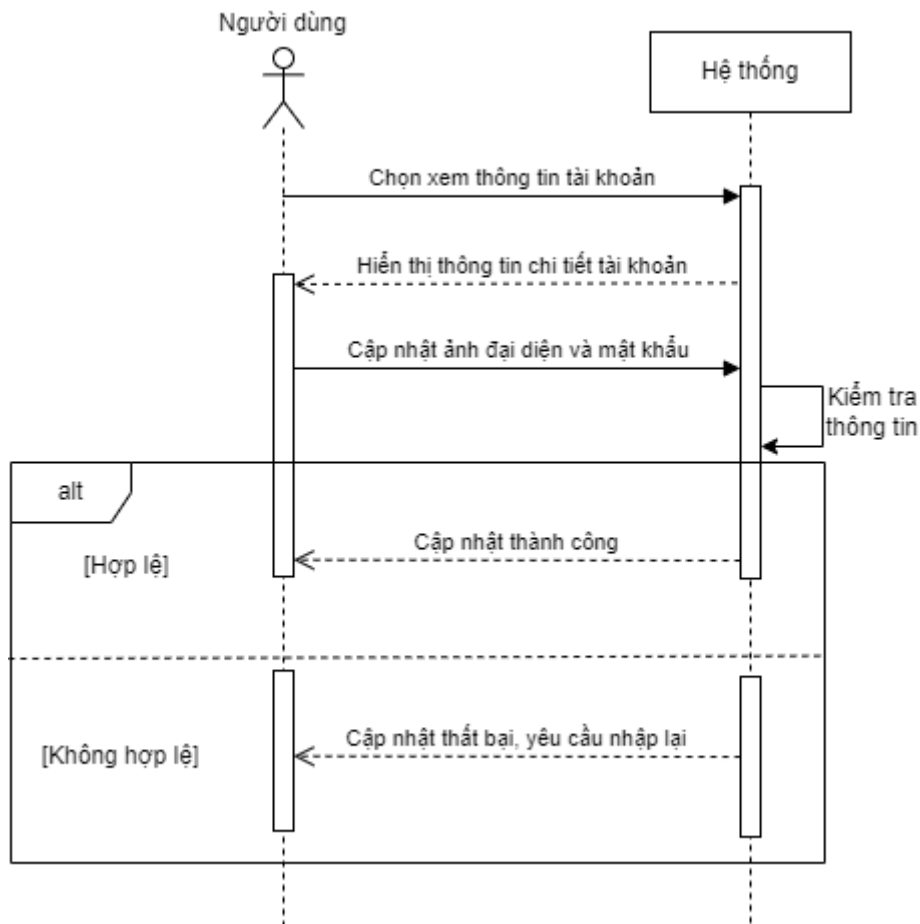 Người dùng
Hệ thống
Chọn xem thông tin tài khoản
Hiển thị thông tin chi tiết tài khoản
Cập nhật ảnh đại diện và mật khẩu
Kiểm tra
thông tin
alt
Cập nhật thành công
[Hợp lệ]
Cập nhật thất bại, yêu cầu nhập lại
[Không hợp lệ]